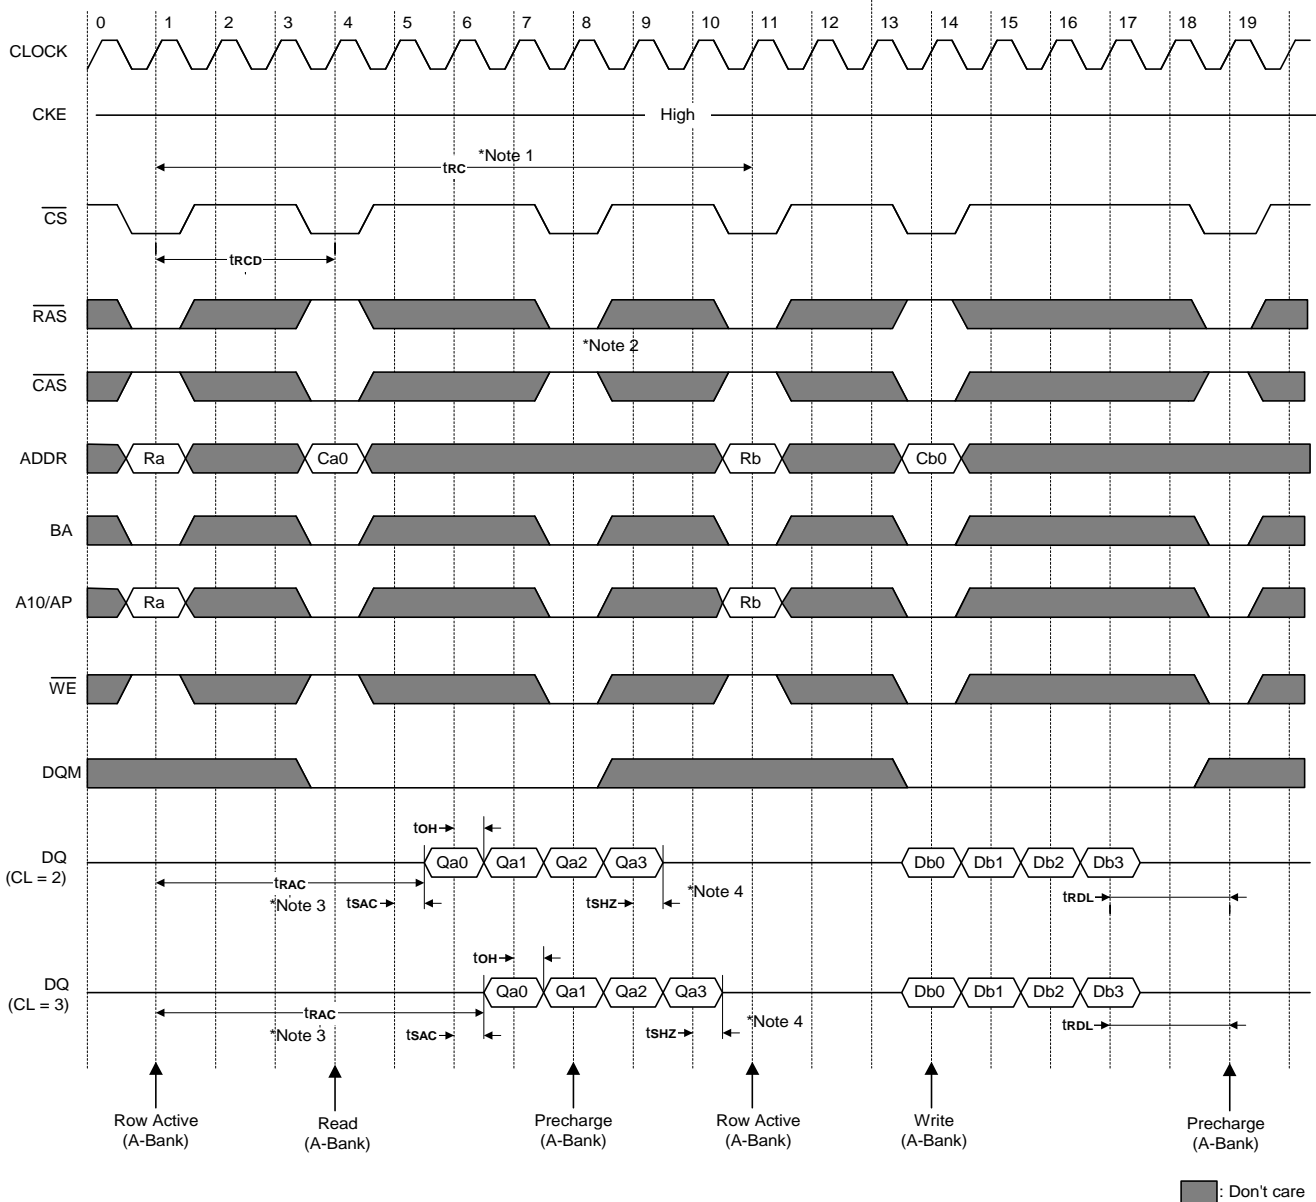 0 1 2 3 4 5 6 7 8 9 10 11 12 13 14 15 16 17 18 19
CLOCK
CKE High
*Note 1
tRC
CS
tRCD
RAS
*Note 2
CAS
ADDR Ra Ca0 Rb Cb0
BA
A10/AP Ra Rb
WE
DQM
tOH
DQ
(CL = 2)
Qa0 Qa1 Qa2 Qa3 Db0 Db1 Db2 Db3
tRAC
*Note 3 tSAC tSHZ *Note 4 tRDL
tOH
DQ
(CL = 3)
Qa0 Qa1 Qa2 Qa3 Db0 Db1 Db2 Db3
tRAC
*Note 3 tSAC tSHZ *Note 4 tRDL
Row Active
(A-Bank)
Read
(A-Bank)
Precharge
(A-Bank)
Row Active
(A-Bank)
Write
(A-Bank)
Precharge
(A-Bank)
: Don't care